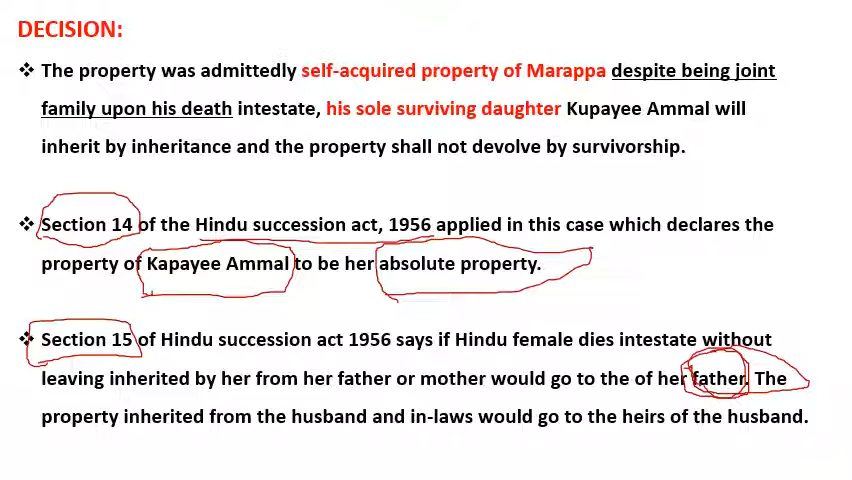 DECISION:
❖ The property was admittedly self-acquired property of Marappa despite being joint
family upon his death intestate, his sole surviving daughter Kupayee Ammal will
inherit by inheritance and the property shall not devolve by survivorship.
❖ Section 14 of the Hindu succession act, 1956 applied in this case which declares the
property of Kapayee Ammal to be her absolute property.
❖ Section 15 of Hindu succession act 1956 says if Hindu female dies intestate without
leaving inherited by her from her father or mother would go to the of her father. The
property inherited from the husband and in-laws would go to the heirs of the husband.